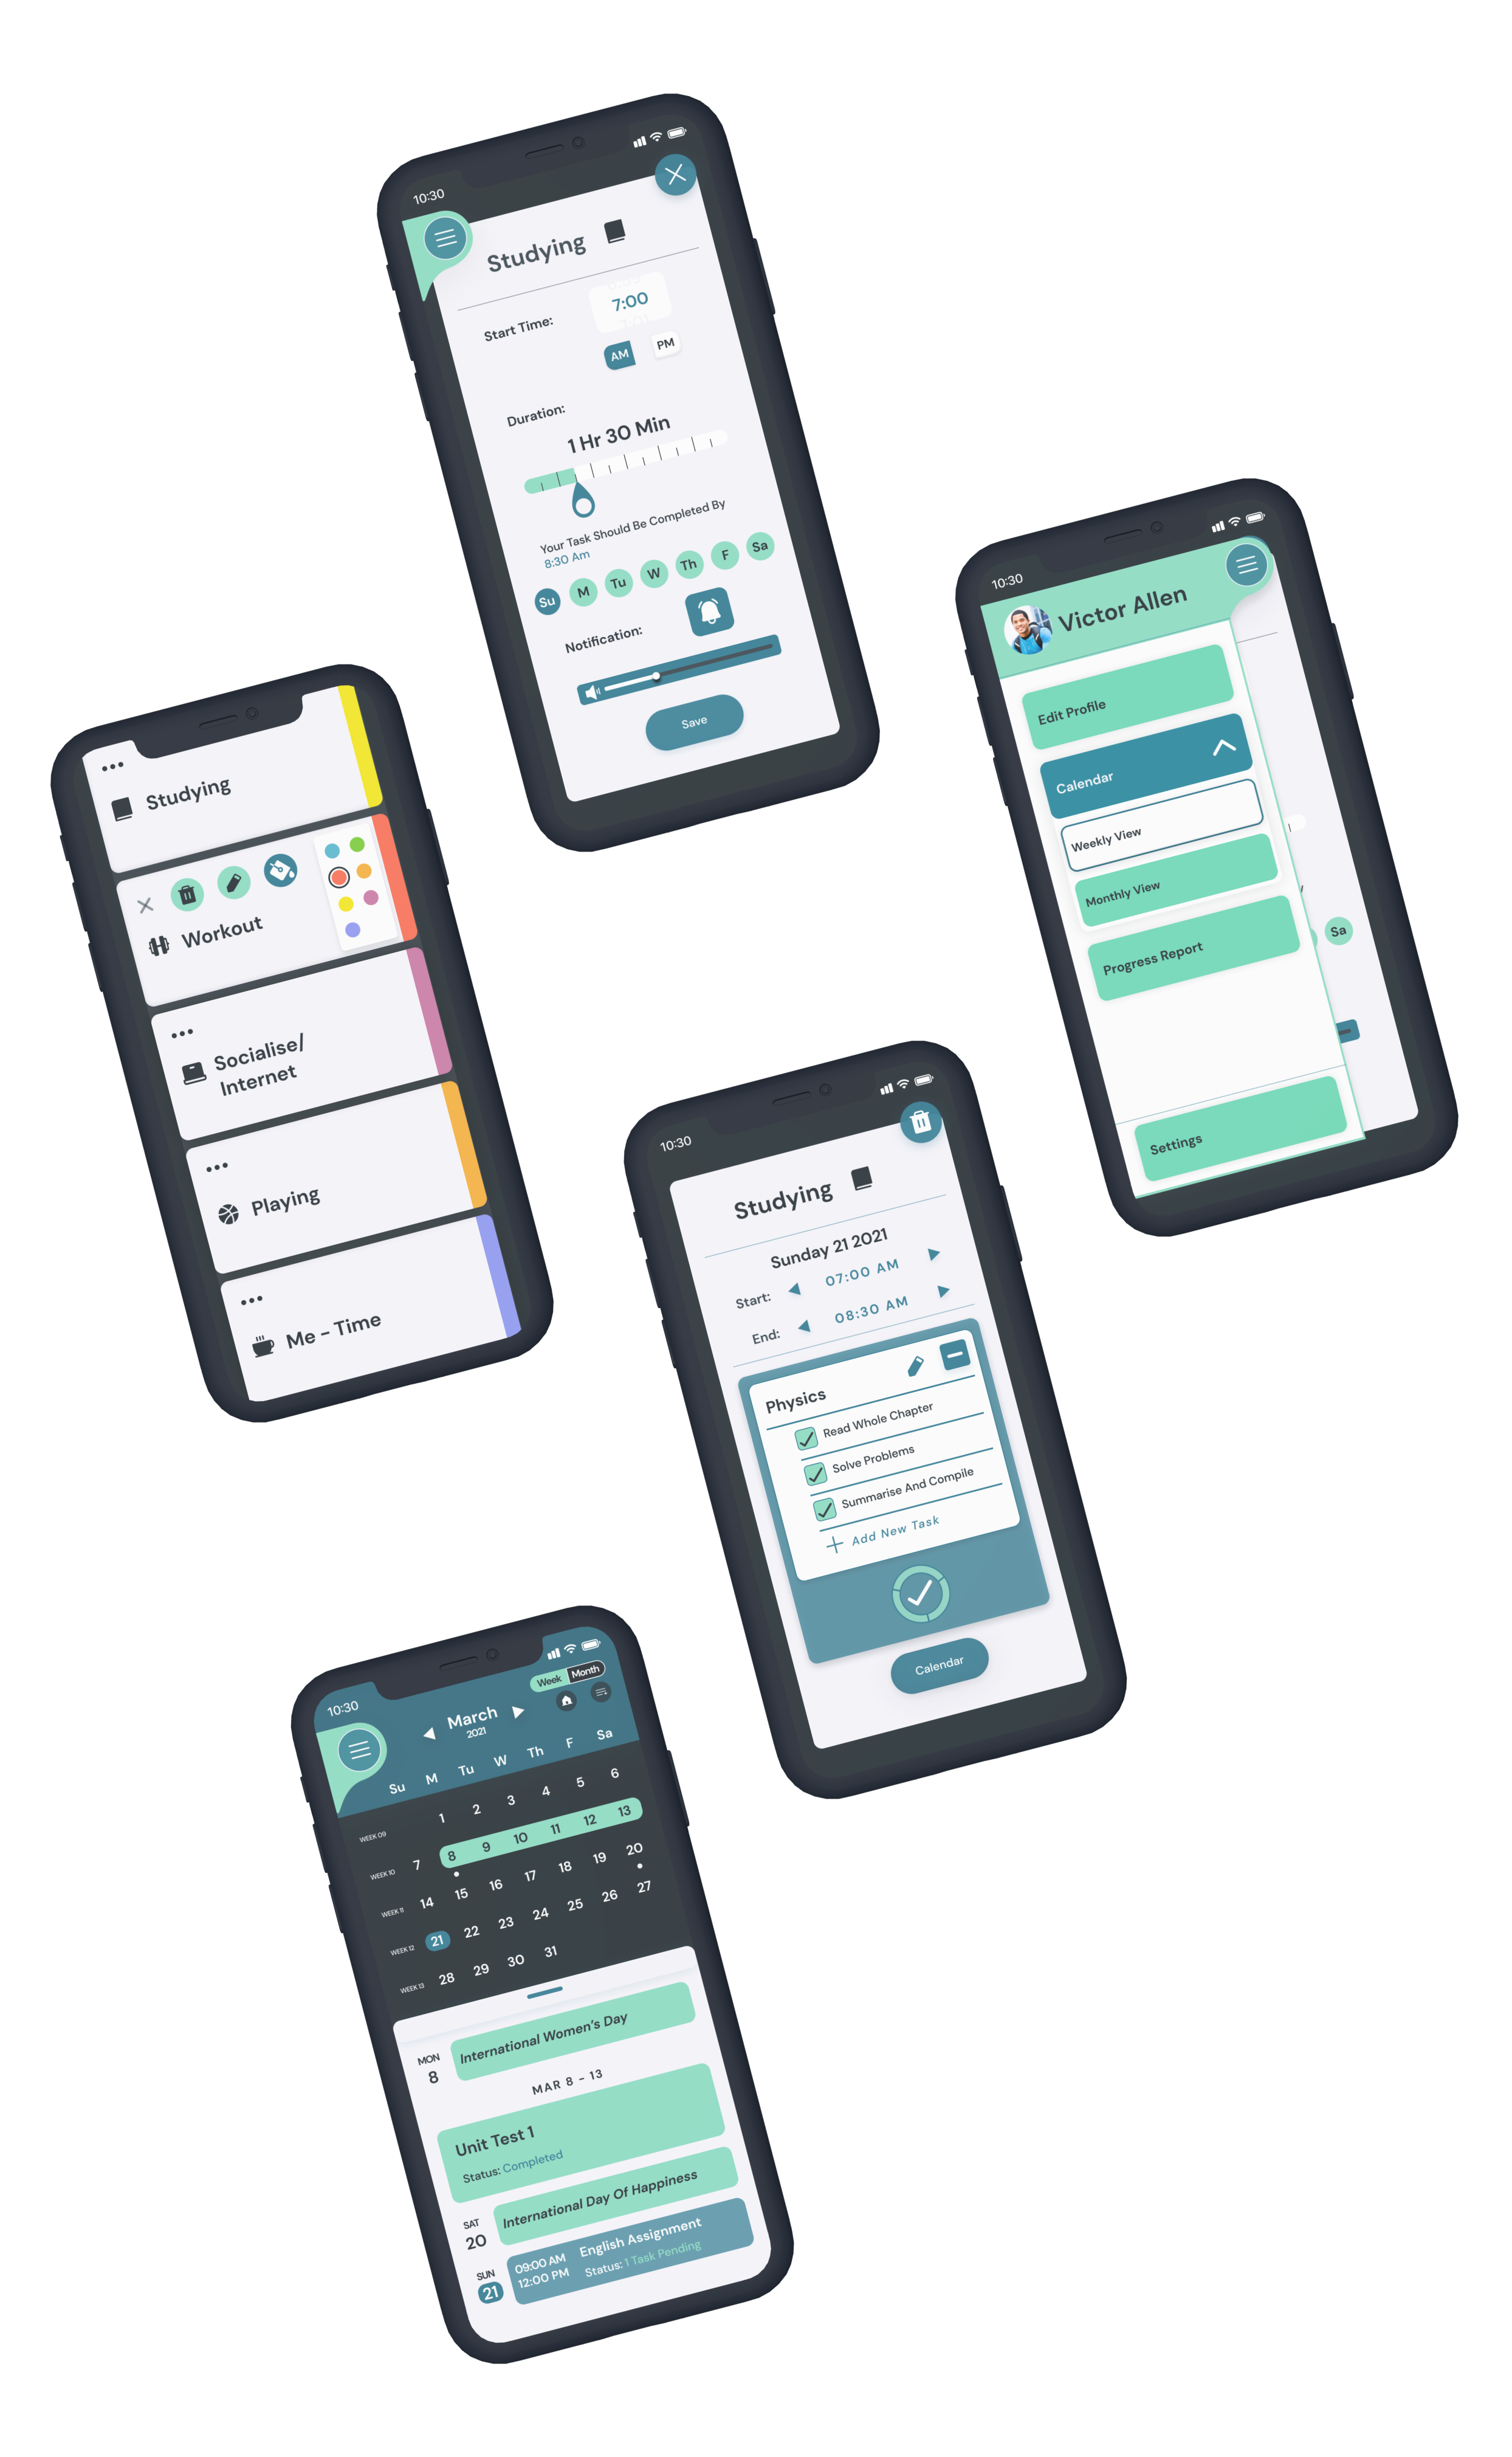 10:30
Studying
Start Time:
7:00
AM
PM
Duration:
1 Hr 30 Min
Your Task Should Be Completed By
8:30 Am
Su M Tu W Th F Sa
Notification:
Save
10:30
Victor Allen
Edit Profile
Calendar
Weekly View
Monthly View
Progress Report
Settings
Sa
Studying
Workout
Socialise/
Internet
Playing
Me - Time
10:30
Studying
Sunday 21 2021
Start: 07:00 AM
End: 08:30 AM
Physics
Read Whole Chapter
Solve Problems
Summarise And Compile
Add New Task
Calendar
10:30
Week Month
March
2021
Su M Tu W Th F Sa
WEEK 09 1 2 3 4 5 6
WEEK 10 7 8 9 10 11 12 13
WEEK 11 14 15 16 17 18 19 20
WEEK 12 21 22 23 24 25 26 27
WEEK 13 28 29 30 31
MON
8
International Women's Day
MAR 8 - 13
Unit Test 1
Status: Completed
SAT
20
International Day Of Happiness
SUN
21
09:00 AM English Assignment
12:00 PM Status: 1 Task Pending